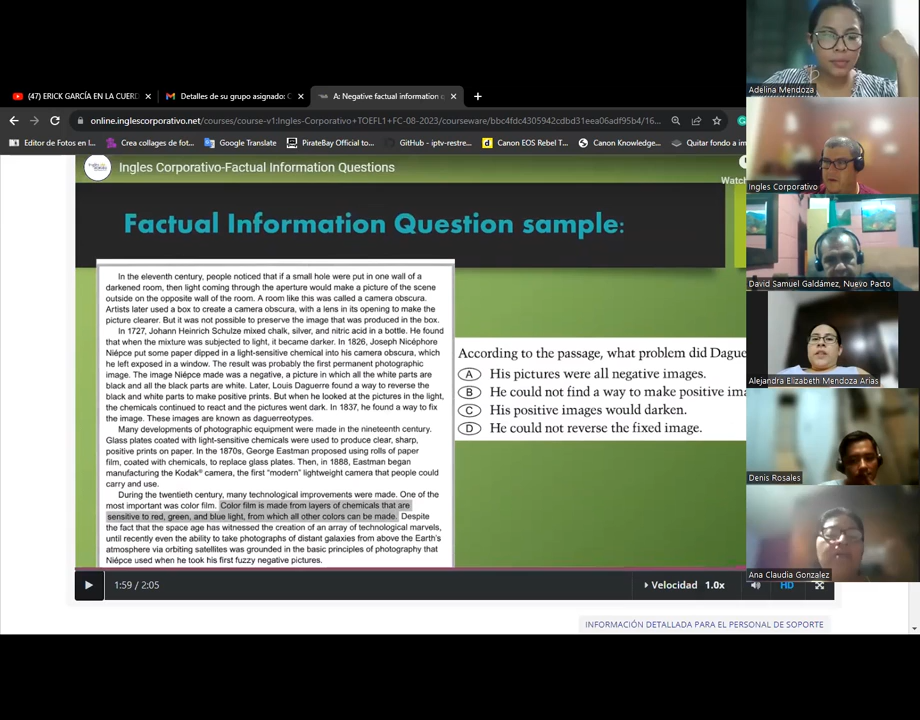 (47) ERICK GARCÍA EN LA CUERD
Detalles de su grupo asignado: C
A: Negative factual information q
online.inglescorporativo.net/courses/course-v1:Ingles-Corporativo+TOEFL1+FC-08-2023/courseware/bbc4fdc4305942cdbd31eea06adf95b4/16...
Editor de Fotos en l...
Crea collages de fot...
Google Translate
PirateBay Official to...
GitHub - iptv-restre...
Canon EOS Rebel T...
Canon Knowledge...
Quitar fondo a im
Ingles Corporativo-Factual Information Questions
Watch
Factual Information Question sample:
In the eleventh century, people noticed that if a small hole were put in one wall of a
darkened room, then light coming through the aperture would make a picture of the scene
outside on the opposite wall of the room. A room like this was called a camera obscura.
Artists later used a box to create a camera obscura, with a lens in its opening to make the
picture clearer. But it was not possible to preserve the image that was produced in the box.
In 1727, Johann Heinrich Schulze mixed chalk, silver, and nitric acid in a bottle. He found
that when the mixture was subjected to light, it became darker. In 1826, Joseph Nicéphore
Niépce put some paper dipped in a light-sensitive chemical into his camera obscura, which
he left exposed in a window. The result was probably the first permanent photographic
image. The image Niépce made was a negative, a picture in which all the white parts are
black and all the black parts are white. Later, Louis Daguerre found a way to reverse the
black and white parts to make positive prints. But when he looked at the pictures in the light,
the chemicals continued to react and the pictures went dark. In 1837, he found a way to fix
the image. These images are known as daguerreotypes.
Many developments of photographic equipment were made in the nineteenth century.
Glass plates coated with light-sensitive chemicals were used to produce clear, sharp,
positive prints on paper. In the 1870s, George Eastman proposed using rolls of paper
film, coated with chemicals, to replace glass plates. Then, in 1888, Eastman began
manufacturing the Kodak® camera, the first "modern" lightweight camera that people could
carry and use.
During the twentieth century, many technological improvements were made. One of the
most important was color film. Color film is made from layers of chemicals that are
sensitive to red, green, and blue light, from which all other colors can be made. Despite
the fact that the space age has witnessed the creation of an array of technological marvels,
until recently even the ability to take photographs of distant galaxies from above the Earth's
atmosphere via orbiting satellites was grounded in the basic principles of photography that
Niépce used when he took his first fuzzy negative pictures.
According to the passage, what problem did Dague
A His pictures were all negative images.
B He could not find a way to make positive ima
C His positive images would darken.
D He could not reverse the fixed image.
1:59 / 2:05
Velocidad 1.0x
HD
INFORMACIÓN DETALLADA PARA EL PERSONAL DE SOPORTE
Adelina Mendoza
Ingles Corporativo
David Samuel Galdámez, Nuevo Pacto
Alejandra Elizabeth Mendoza Arias
Denis Rosales
Ana Claudia Gonzalez